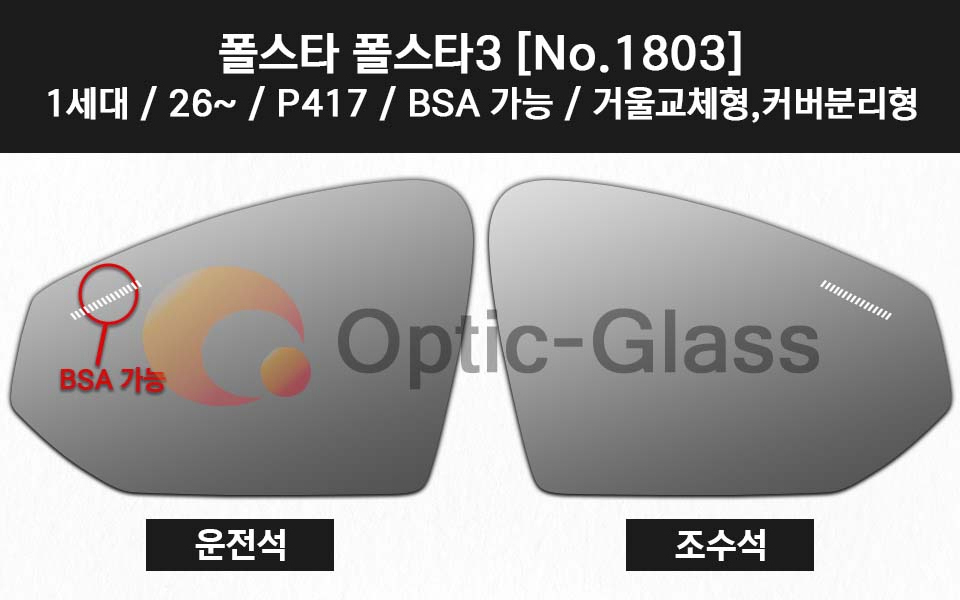 폴스타 폴스타3 [No.1803]
1세대 / 26~ / P417 / BSA 가능 / 거울교체형,커버분리형
Optic-Glass
BSA 가능
운전석
조수석